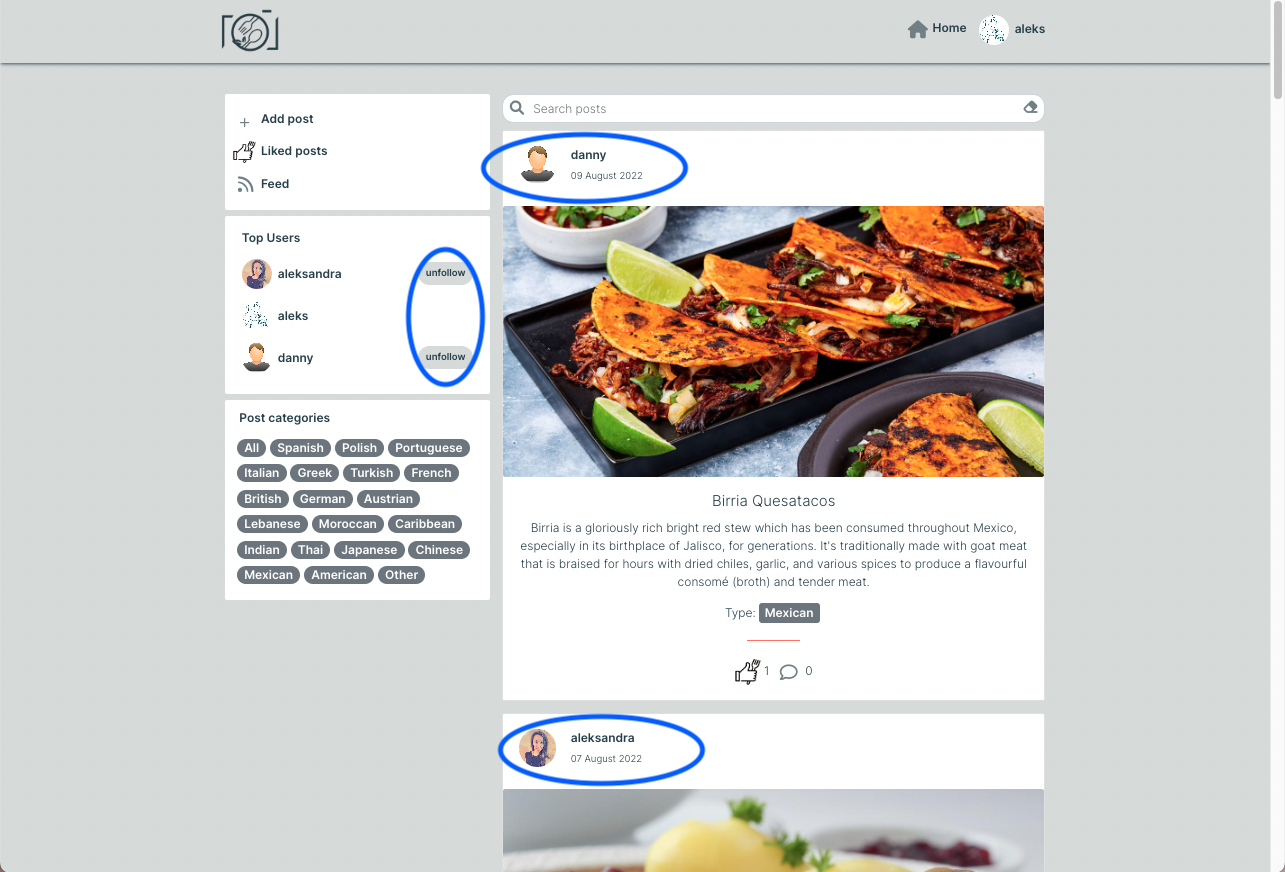 Home aleks
Add post
Liked posts
Feed
Top Users
aleksandra unfollow
aleks
danny unfollow
Post categories
All Spanish Polish Portuguese
Italian Greek Turkish French
British German Austrian
Lebanese Moroccan Caribbean
Indian Thai Japanese Chinese
Mexican American Other
Search posts
danny
09 August 2022
Birria Quesatacos
Birria is a gloriously rich bright red stew which has been consumed throughout Mexico,
especially in its birthplace of Jalisco, for generations. It's traditionally made with goat meat
that is braised for hours with dried chiles, garlic, and various spices to produce a flavourful
consomé (broth) and tender meat.
Type: Mexican
1 0
aleksandra
07 August 2022